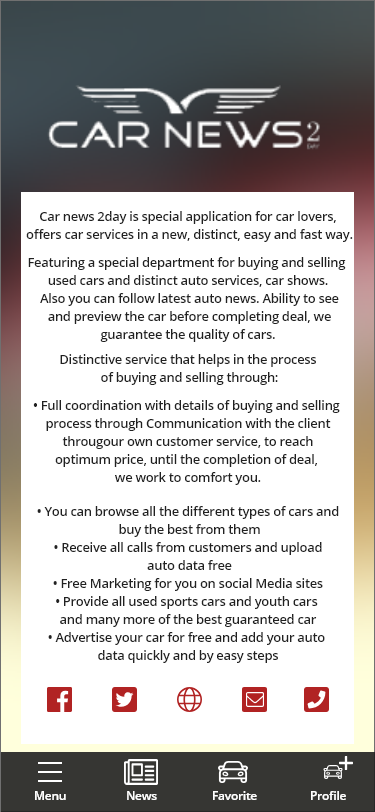 CAR NEWS 2
DAY
Car news 2day is special application for car lovers,
offers car services in a new, distinct, easy and fast way.
Featuring a special department for buying and selling
used cars and distinct auto services, car shows.
Also you can follow latest auto news. Ability to see
and preview the car before completing deal, we
guarantee the quality of cars.
Distinctive service that helps in the process
of buying and selling through:
• Full coordination with details of buying and selling
process through Communication with the client
througour own customer service, to reach
optimum price, until the completion of deal,
we work to comfort you.
• You can browse all the different types of cars and
buy the best from them
• Receive all calls from customers and upload
auto data free
• Free Marketing for you on social Media sites
• Provide all used sports cars and youth cars
and many more of the best guaranteed car
• Advertise your car for free and add your auto
data quickly and by easy steps
Menu News Favorite Profile